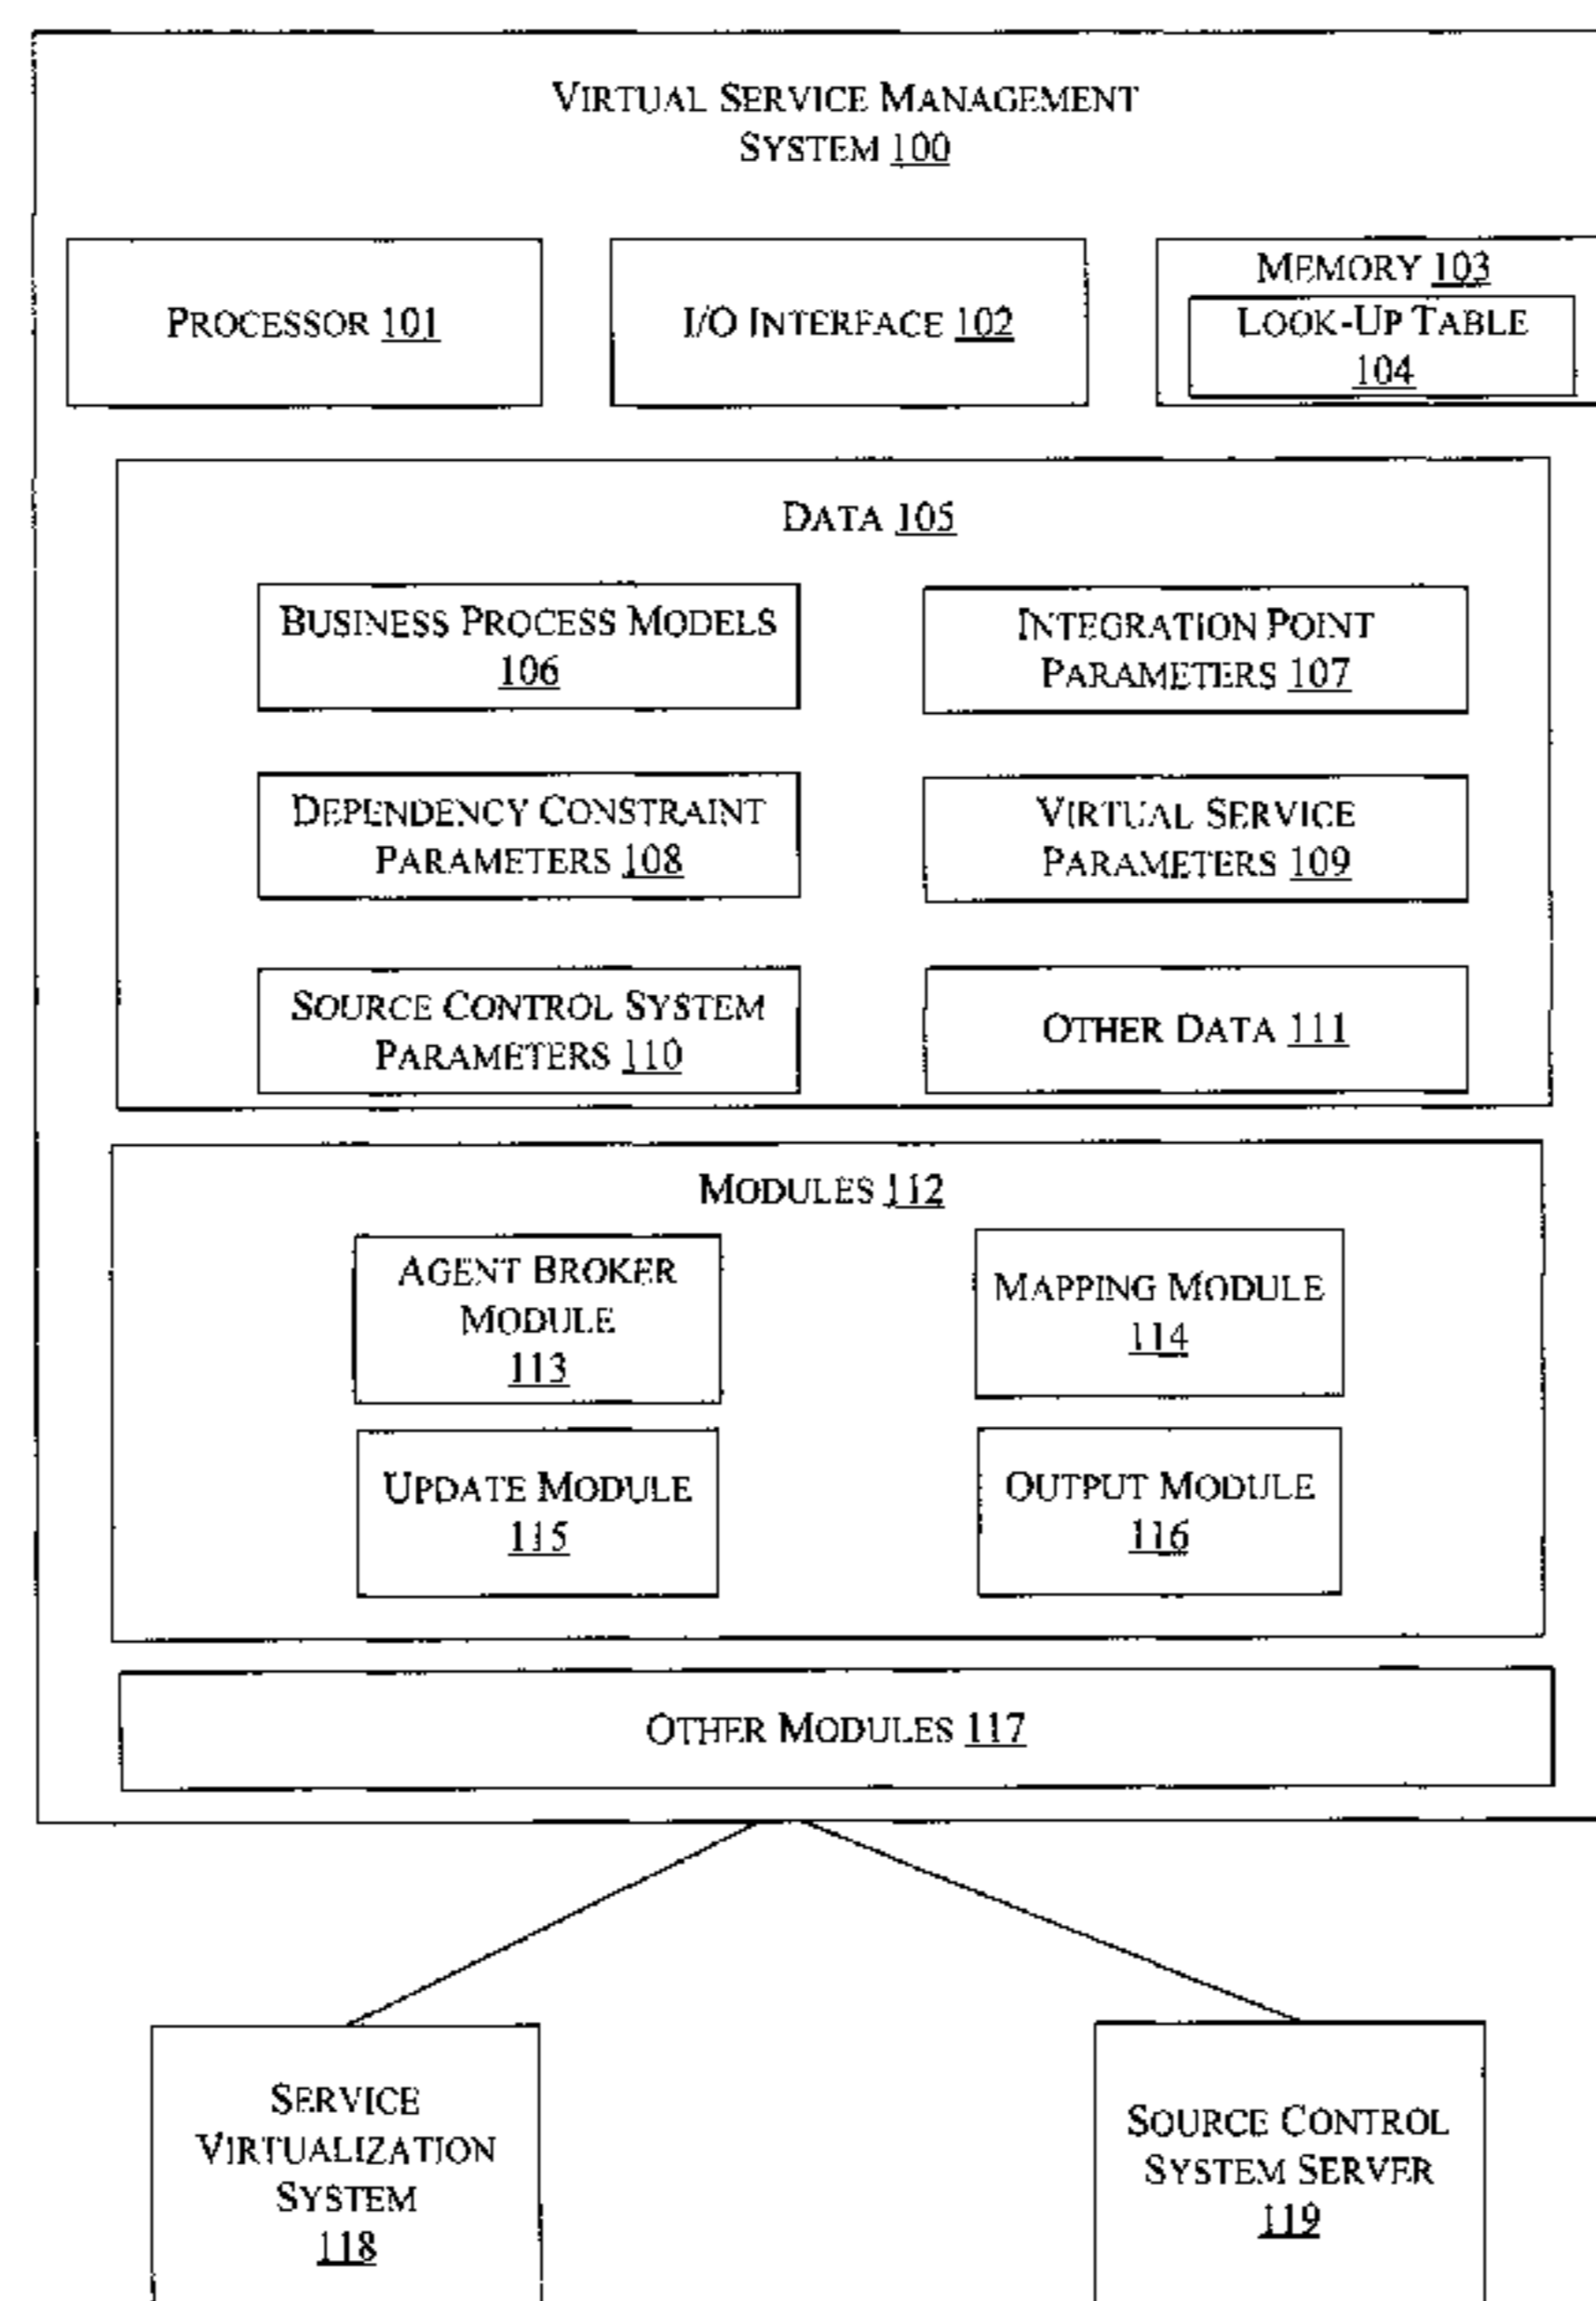 VIRTUAL SERVICE MANAGEMENT
SYSTEM 100
PROCESSOR 101
I/O INTERFACE 102
MEMORY 103
LOOK-UP TABLE
104
DATA 105
BUSINESS PROCESS MODELS
106
INTEGRATION POINT
PARAMETERS 107
DEPENDENCY CONSTRAINT
PARAMETERS 108
VIRTUAL SERVICE
PARAMETERS 109
SOURCE CONTROL SYSTEM
PARAMETERS 110
OTHER DATA 111
MODULES 112
AGENT BROKER
MODULE
113
MAPPING MODULE
114
UPDATE MODULE
115
OUTPUT MODULE
116
OTHER MODULES 117
SERVICE
VIRTUALIZATION
SYSTEM
118
SOURCE CONTROL
SYSTEM SERVER
119